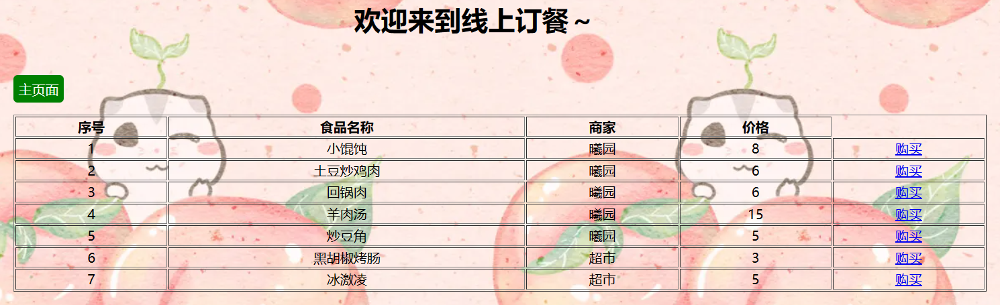 欢迎来到线上订餐～
主页面
序号 食品名称 商家 价格
1 小馄饨 曦园 8 购买
2 土豆炒鸡肉 曦园 6 购买
3 回锅肉 曦园 6 购买
4 羊肉汤 曦园 15 购买
5 炒豆角 曦园 5 购买
6 黑胡椒烤肠 超市 3 购买
7 冰激凌 超市 5 购买